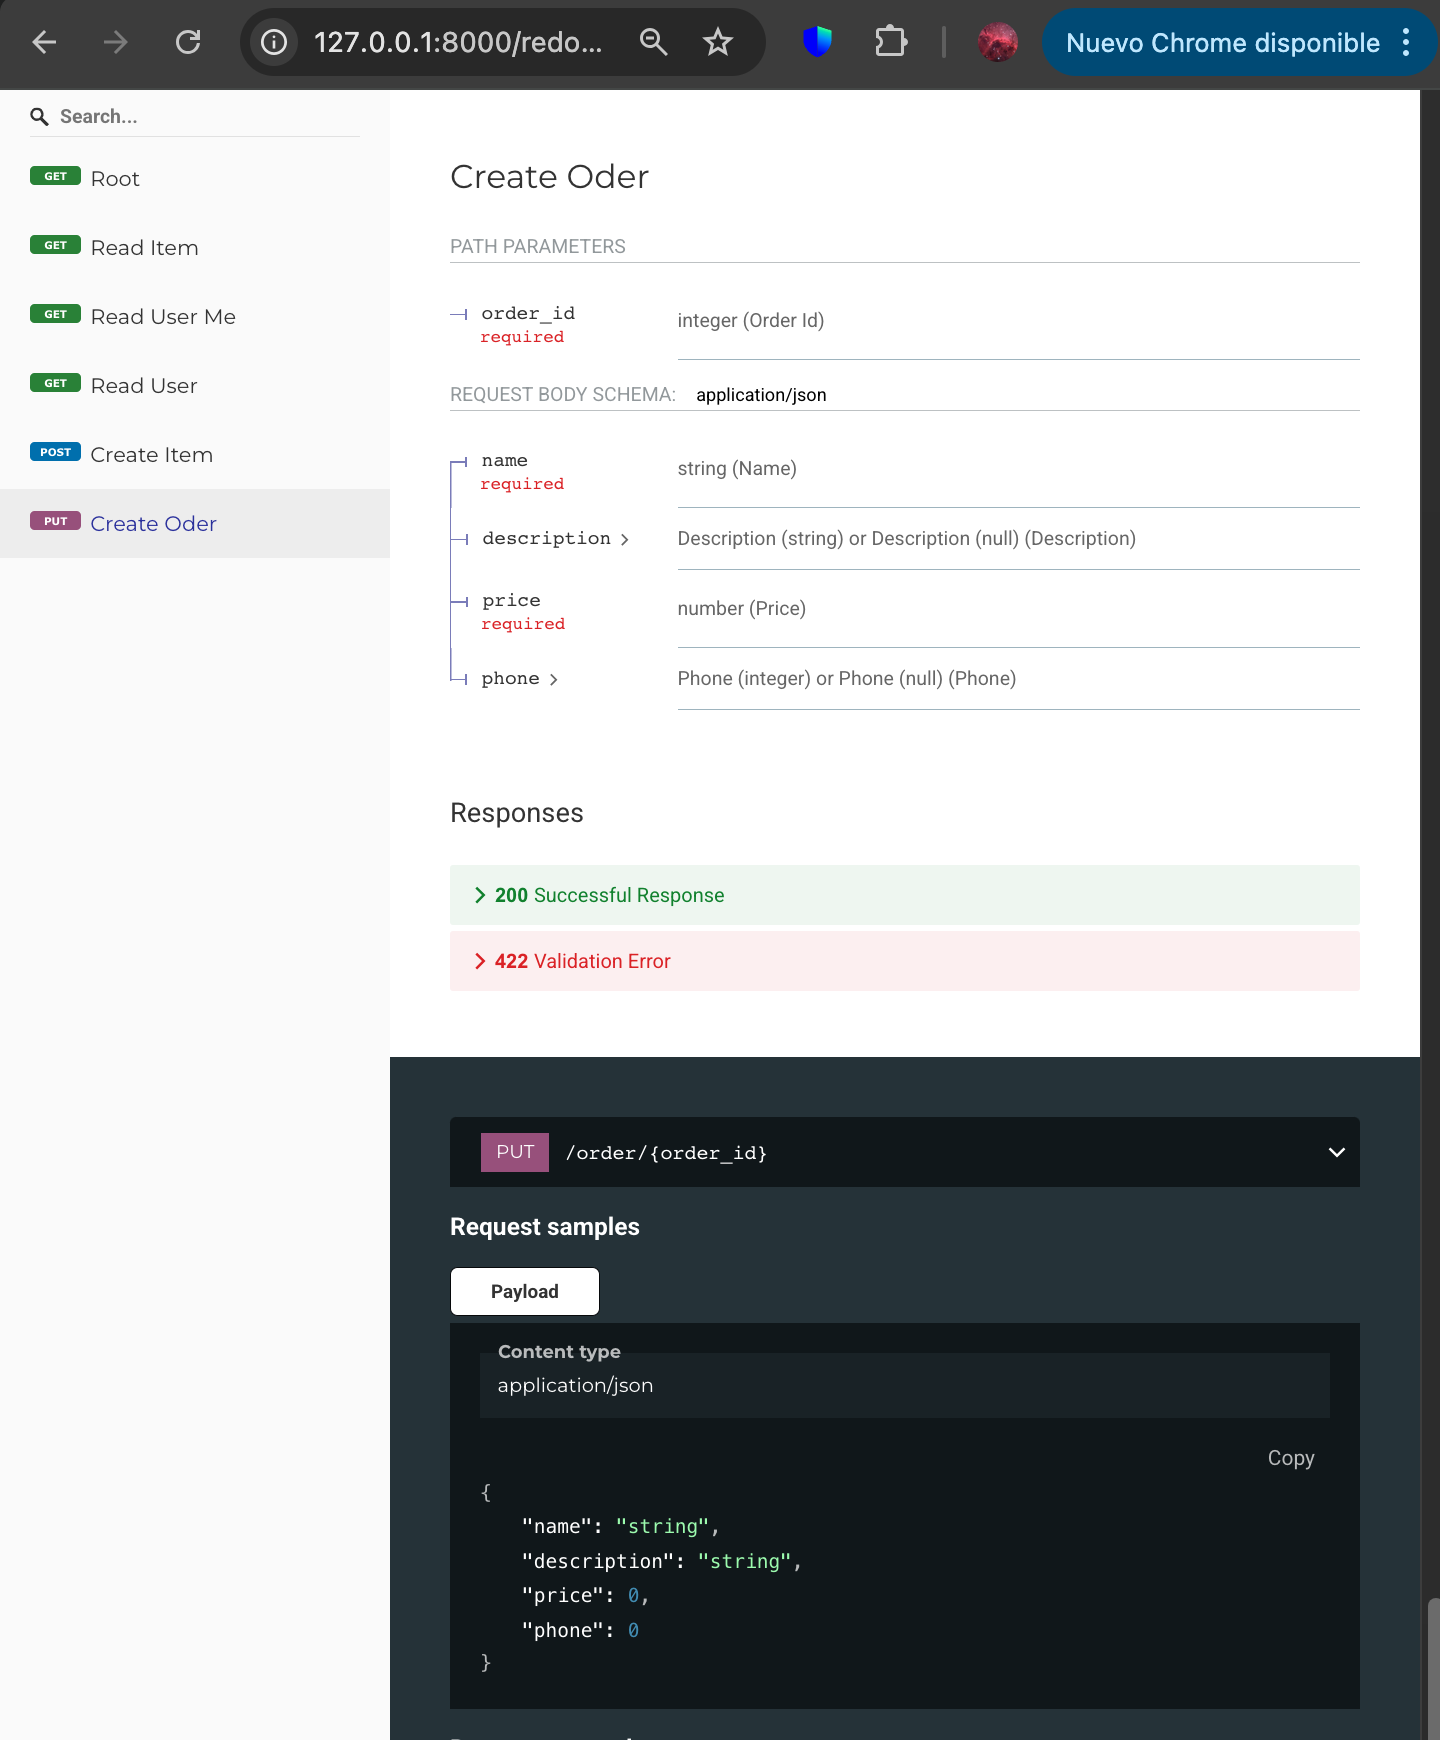 127.0.0.1:8000/redo...
Nuevo Chrome disponible
Search...
GET Root
GET Read Item
GET Read User Me
GET Read User
POST Create Item
PUT Create Oder
Create Oder
PATH PARAMETERS
order_id
required
integer (Order Id)
REQUEST BODY SCHEMA: application/json
name
required
string (Name)
description
Description (string) or Description (null) (Description)
price
required
number (Price)
phone
Phone (integer) or Phone (null) (Phone)
Responses
200 Successful Response
422 Validation Error
PUT /order/{order_id}
Request samples
Payload
Content type
application/json
Copy
{
"name": "string",
"description": "string",
"price": 0,
"phone": 0
}